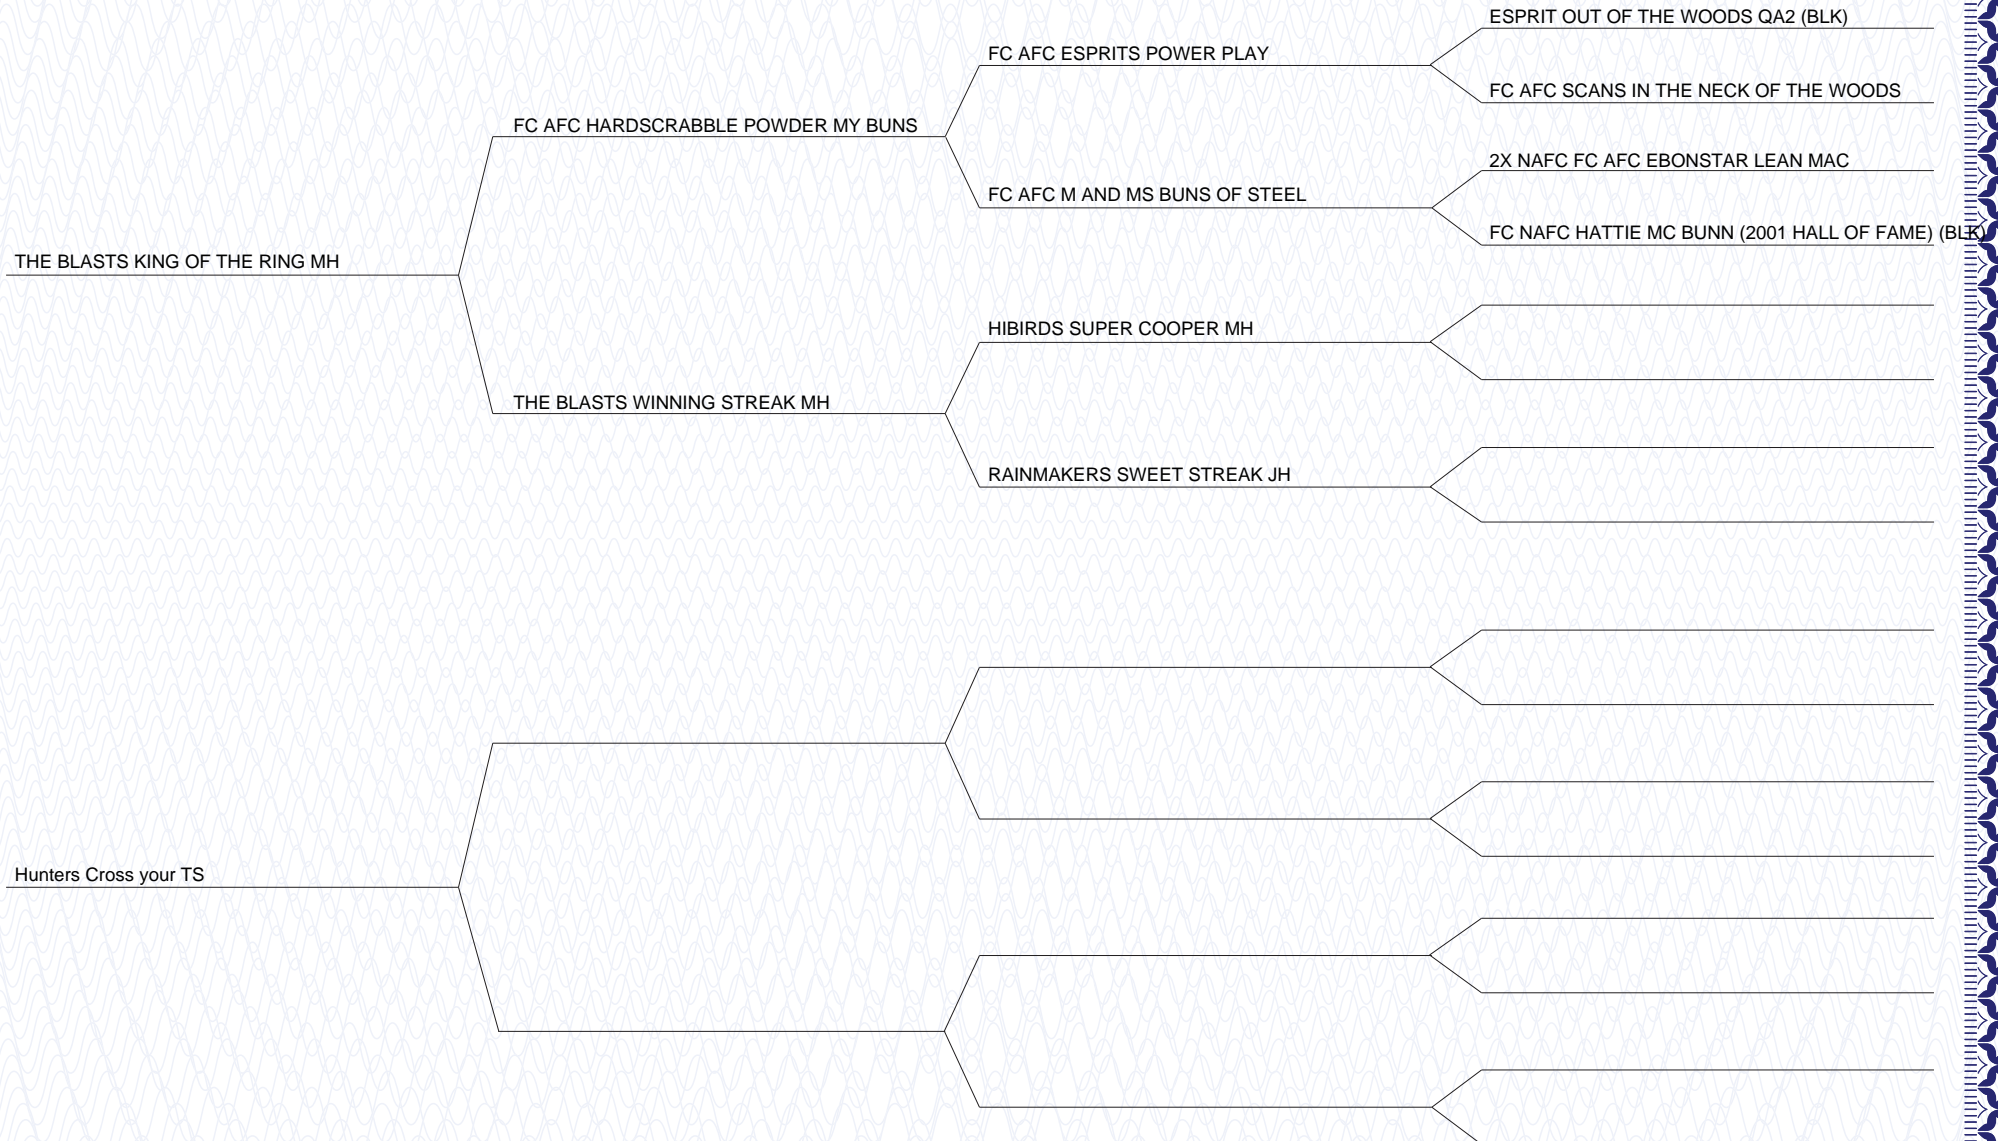 ESPRIT OUT OF THE WOODS QA2 (BLK)
FC AFC ESPRITS POWER PLAY
FC AFC SCANS IN THE NECK OF THE WOODS
FC AFC HARDSCRABBLE POWDER MY BUNS
2X NAFC FC AFC EBONSTAR LEAN MAC
FC AFC M AND MS BUNS OF STEEL
FC NAFC HATTIE MC BUNN (2001 HALL OF FAME) (BLK)
THE BLASTS KING OF THE RING MH
HIBIRDS SUPER COOPER MH
THE BLASTS WINNING STREAK MH
RAINMAKERS SWEET STREAK JH
Hunters Cross your TS